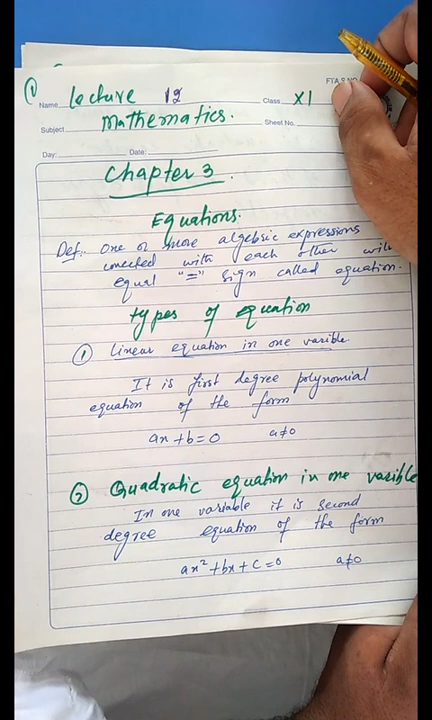 ①
FTA.S.NO
Name Lecture 12 Class XI
Subject Mathematics. Sheet No.
Day: Date:
Chapter 3
Equations.
Def:- one or more algebric expressions
connected with each other with
equal "=" sign called equation.
types of equation
① linear equation in one varible
It is first degree polynomial
equation of the form
ax + b = 0 a≠0
② Quadratic equation in one varible
In one variable it is second
degree equation of the form
ax² + bx + c = 0 a≠0